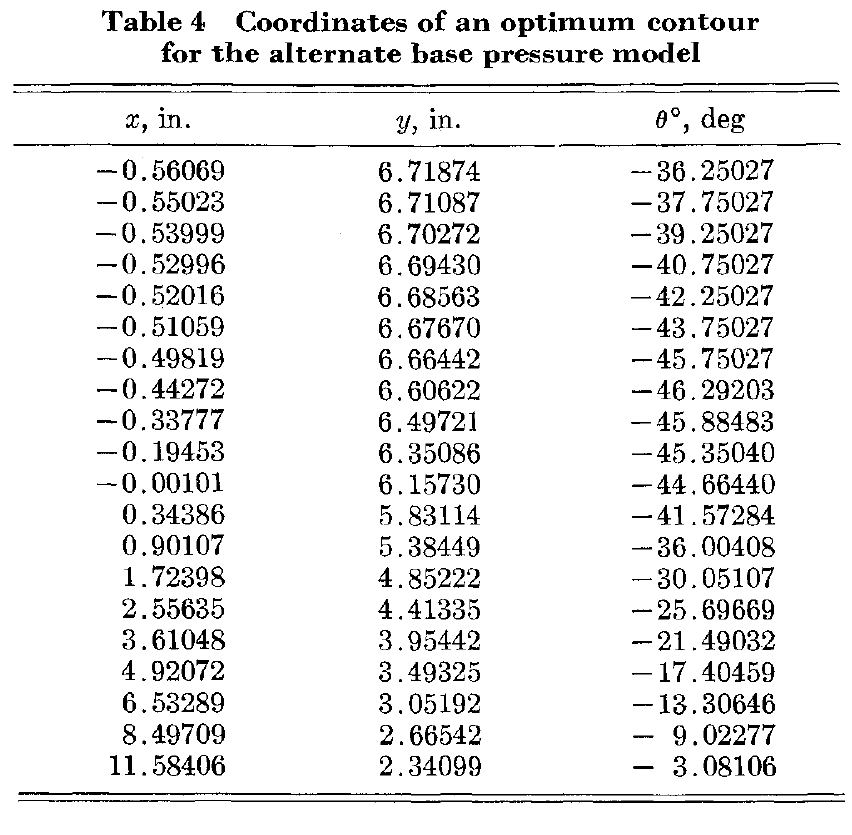 Table 4 Coordinates of an optimum contour
for the alternate base pressure model
x, in. y, in. θ°, deg
−0.56069 6.71874 −36.25027
−0.55023 6.71087 −37.75027
−0.53999 6.70272 −39.25027
−0.52996 6.69430 −40.75027
−0.52016 6.68563 −42.25027
−0.51059 6.67670 −43.75027
−0.49819 6.66442 −45.75027
−0.44272 6.60622 −46.29203
−0.33777 6.49721 −45.88483
−0.19453 6.35086 −45.35040
−0.00101 6.15730 −44.66440
0.34386 5.83114 −41.57284
0.90107 5.38449 −36.00408
1.72398 4.85222 −30.05107
2.55635 4.41335 −25.69669
3.61048 3.95442 −21.49032
4.92072 3.49325 −17.40459
6.53289 3.05192 −13.30646
8.49709 2.66542 − 9.02277
11.58406 2.34099 − 3.08106